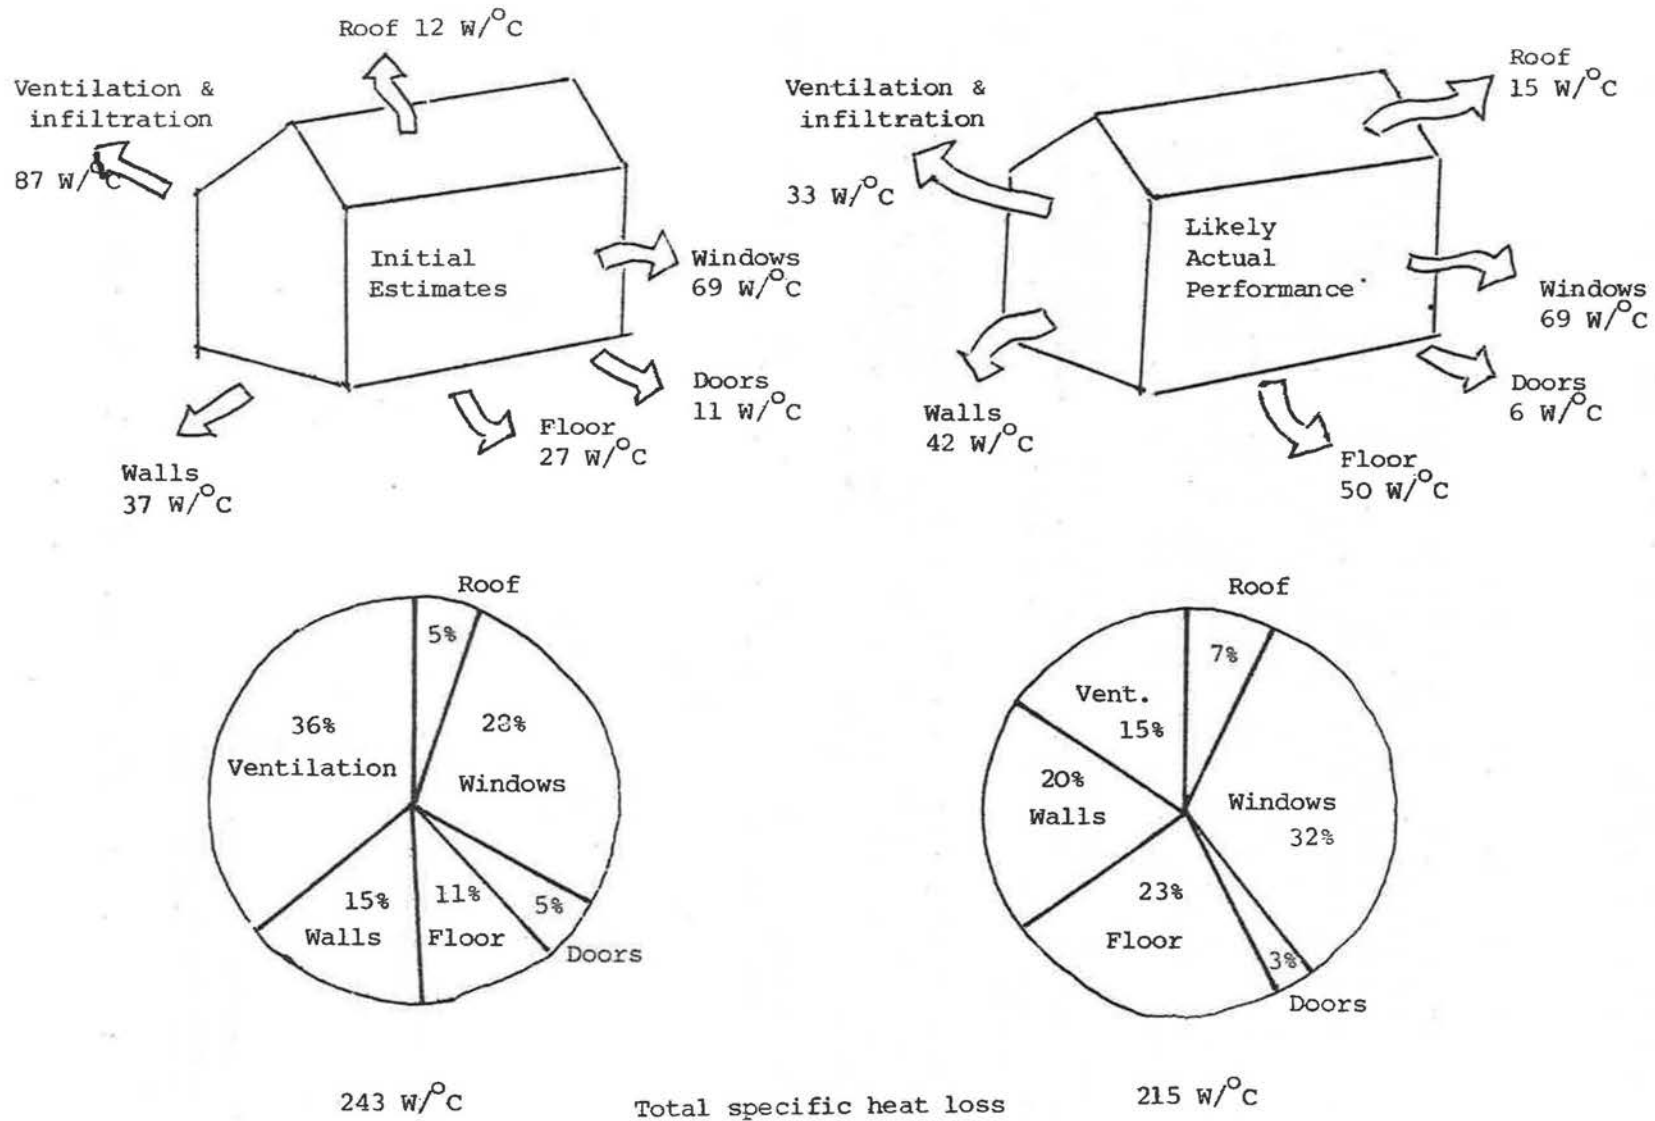 Roof 12 W/°C
Ventilation &
infiltration
87 W/°C
Initial
Estimates
Windows
69 W/°C
Doors
11 W/°C
Floor
27 W/°C
Walls
37 W/°C
Roof
15 W/°C
Ventilation &
infiltration
33 W/°C
Likely
Actual
Performance
Windows
69 W/°C
Doors
6 W/°C
Walls
42 W/°C
Floor
50 W/°C
Roof
5%
36%
Ventilation
28%
Windows
15%
Walls
11%
Floor
5%
Doors
Roof
7%
Vent.
15%
20%
Walls
Windows
32%
23%
Floor
3%
Doors
243 W/°C
Total specific heat loss
215 W/°C